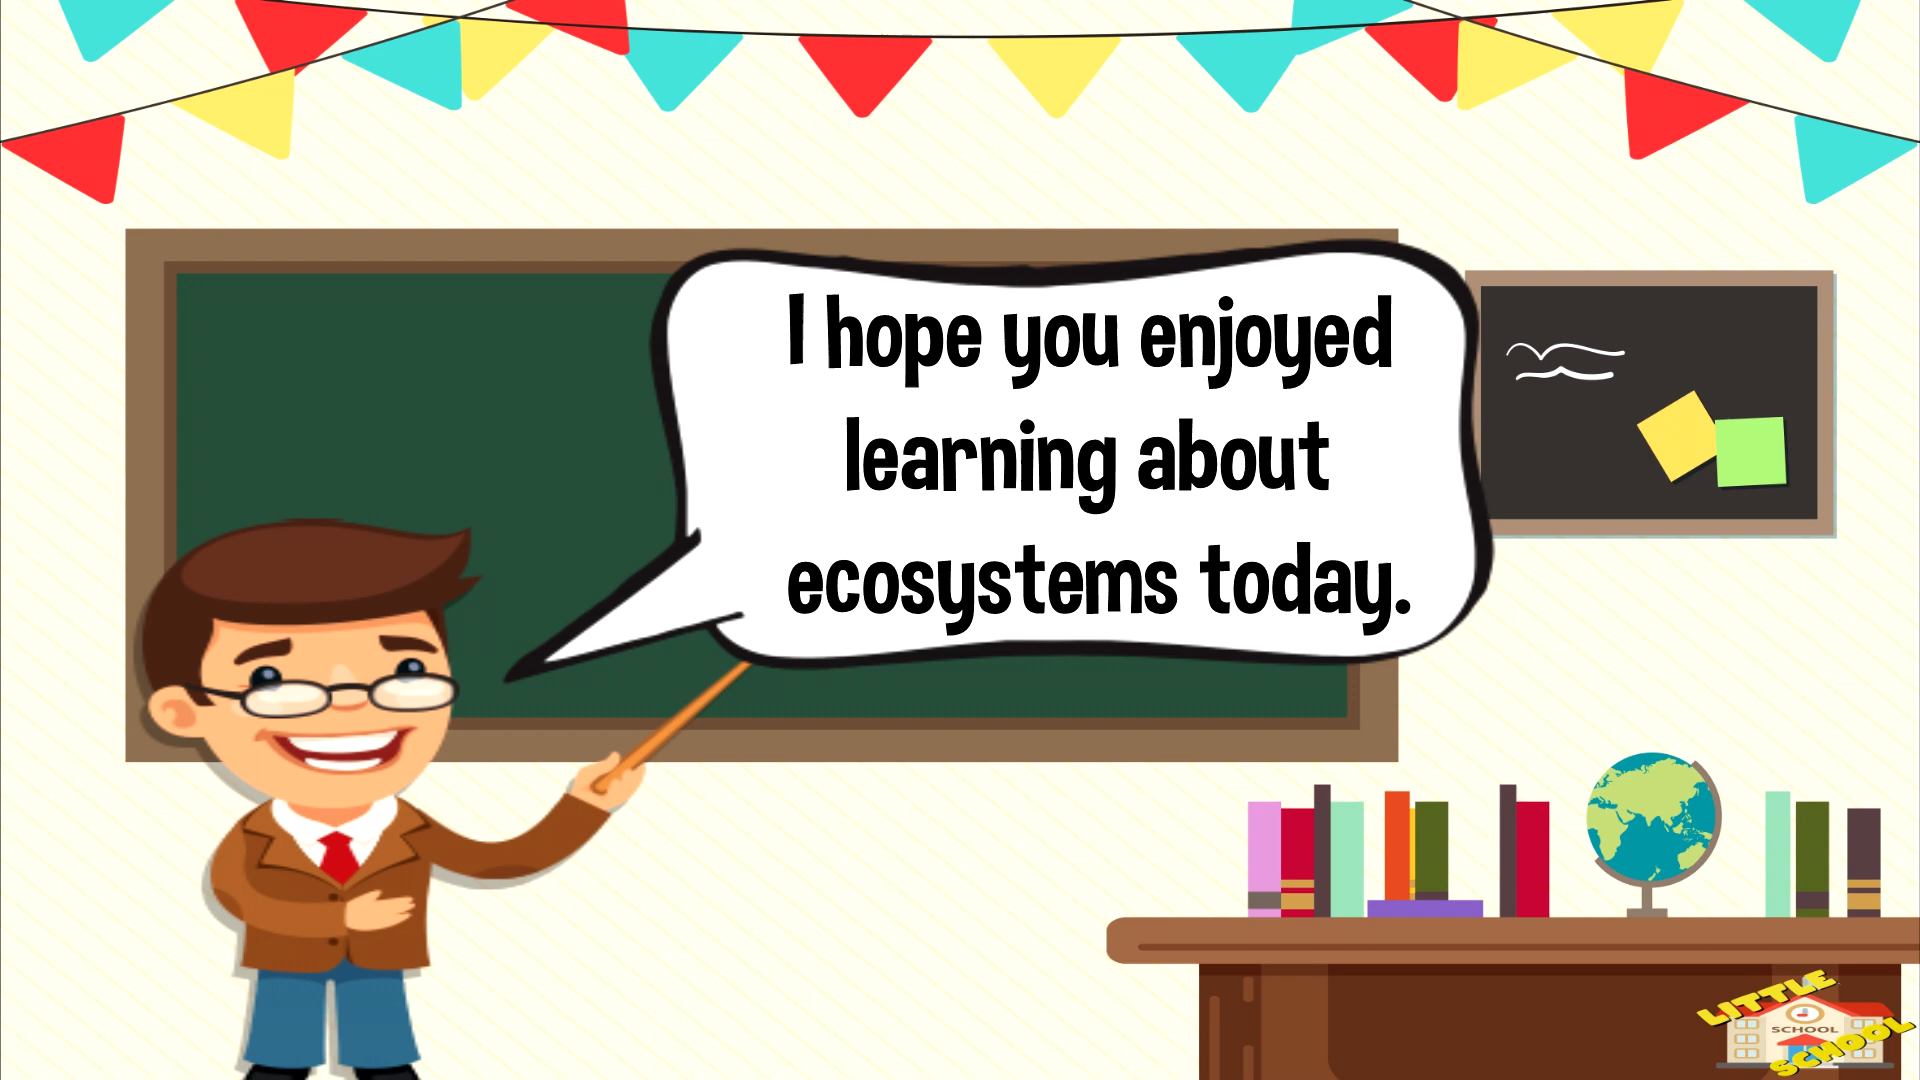 I hope you enjoyed
learning about
ecosystems today.
LITTLE
SCHOOL
SCHOOL